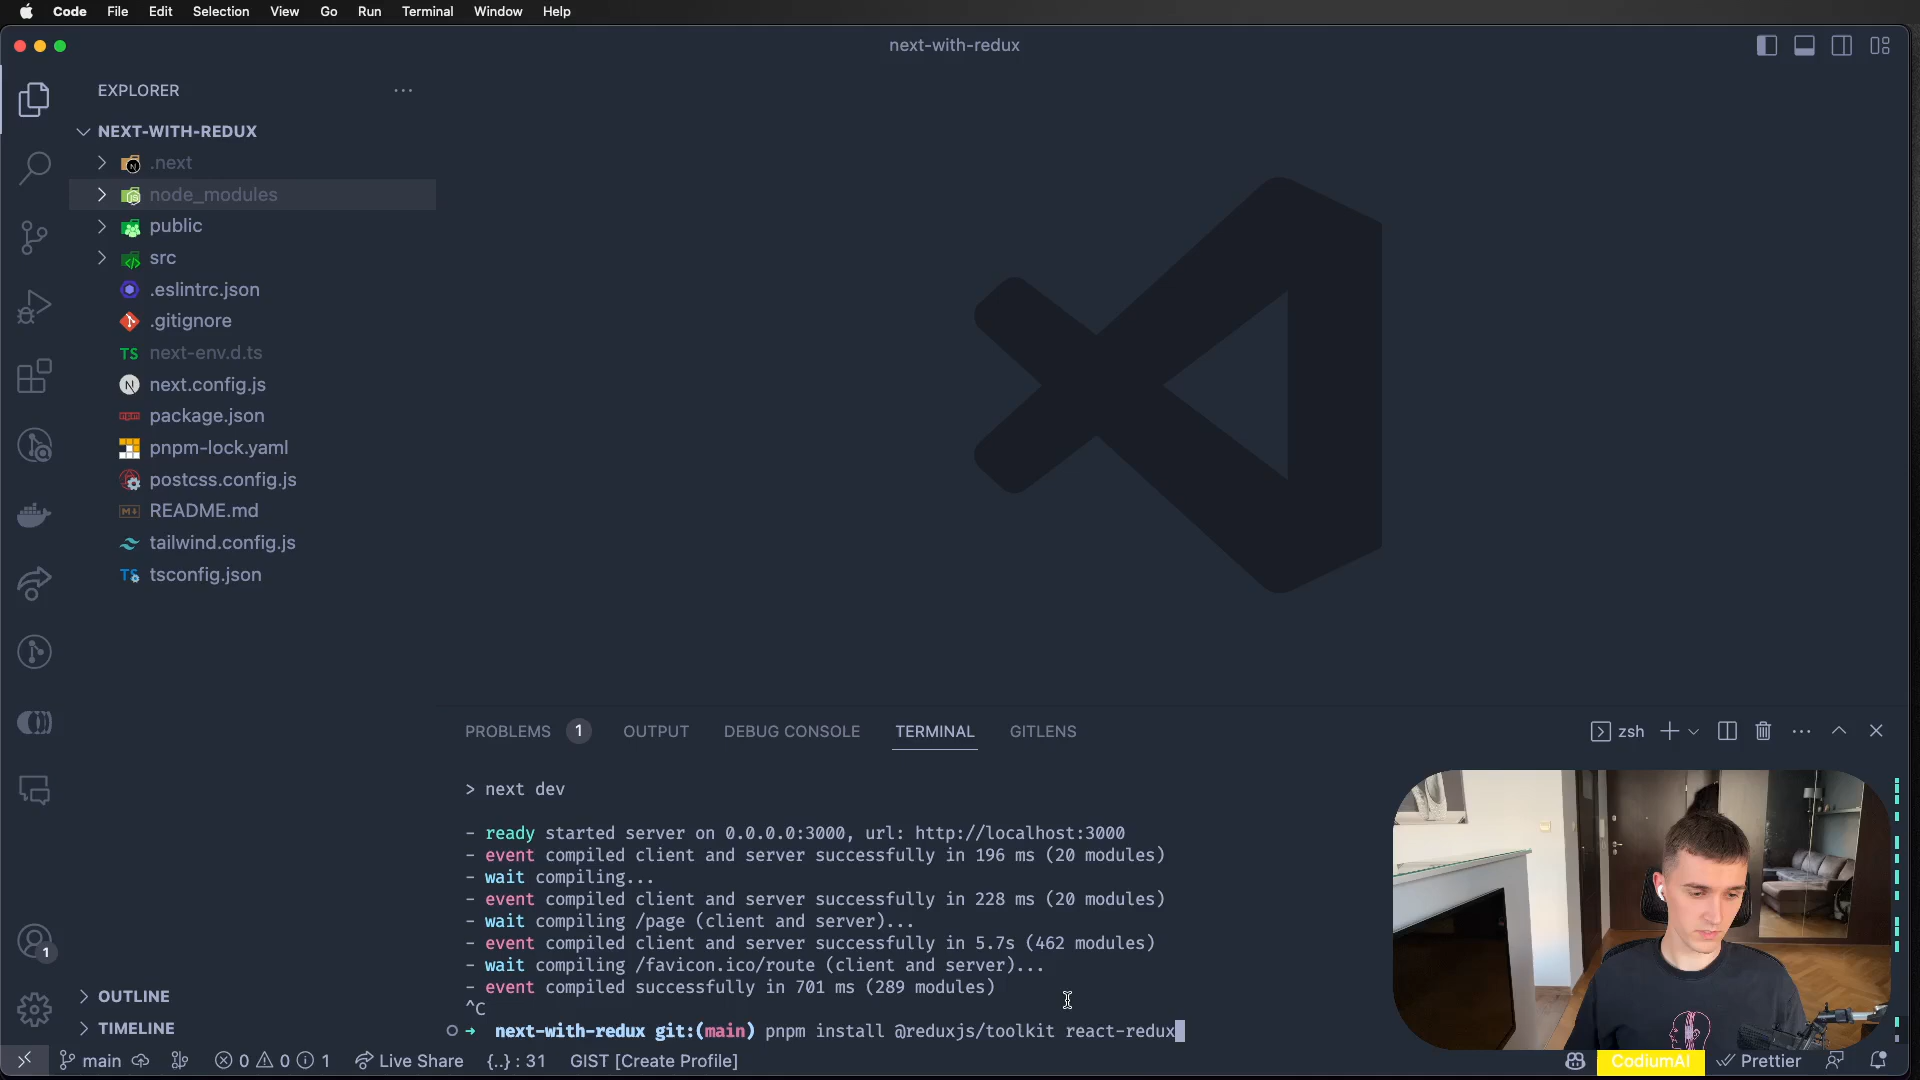 Code File Edit Selection View Go Run Terminal Window Help
next-with-redux
EXPLORER
NEXT-WITH-REDUX
.next
node_modules
public
src
.eslintrc.json
.gitignore
TS next-env.d.ts
next.config.js
package.json
pnpm-lock.yaml
postcss.config.js
README.md
tailwind.config.js
TS tsconfig.json
PROBLEMS 1 OUTPUT DEBUG CONSOLE TERMINAL GITLENS
zsh
> next dev
- ready started server on 0.0.0.0:3000, url: http://localhost:3000
- event compiled client and server successfully in 196 ms (20 modules)
- wait compiling...
- event compiled client and server successfully in 228 ms (20 modules)
- wait compiling /page (client and server)...
- event compiled client and server successfully in 5.7s (462 modules)
- wait compiling /favicon.ico/route (client and server)...
- event compiled successfully in 701 ms (289 modules)
^C
➜ next-with-redux git:(main) pnpm install @reduxjs/toolkit react-redux
1
OUTLINE
TIMELINE
main 0 0 1 Live Share {..} : 31 GIST [Create Profile] CodiumAI Prettier